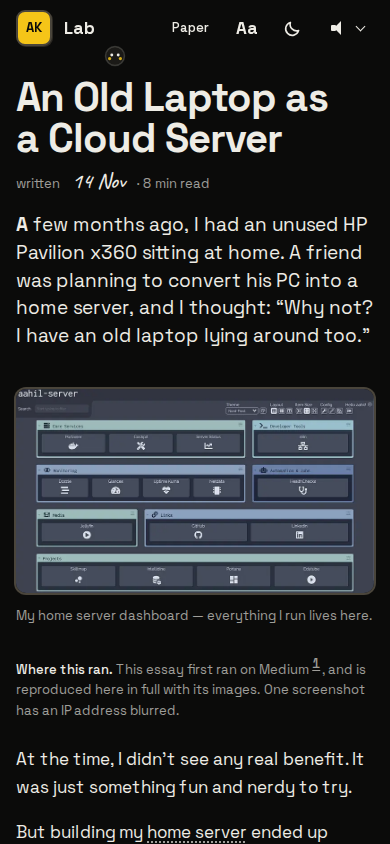 AK
Lab
Paper
Aa
An Old Laptop as
a Cloud Server
written 14 Nov · 8 min read
A few months ago, I had an unused HP
Pavilion x360 sitting at home. A friend
was planning to convert his PC into a
home server, and I thought: “Why not?
I have an old laptop lying around too.”
aahil-server
Search
Theme
Layout
Developer Tools
Monitoring
Glances
Uptime Kuma
Media
Links
GitHub
LinkedIn
Projects
My home server dashboard — everything I run lives here.
Where this ran. This essay first ran on Medium 1, and is
reproduced here in full with its images. One screenshot
has an IP address blurred.
At the time, I didn’t see any real benefit. It
was just something fun and nerdy to try.
But building my home server ended up